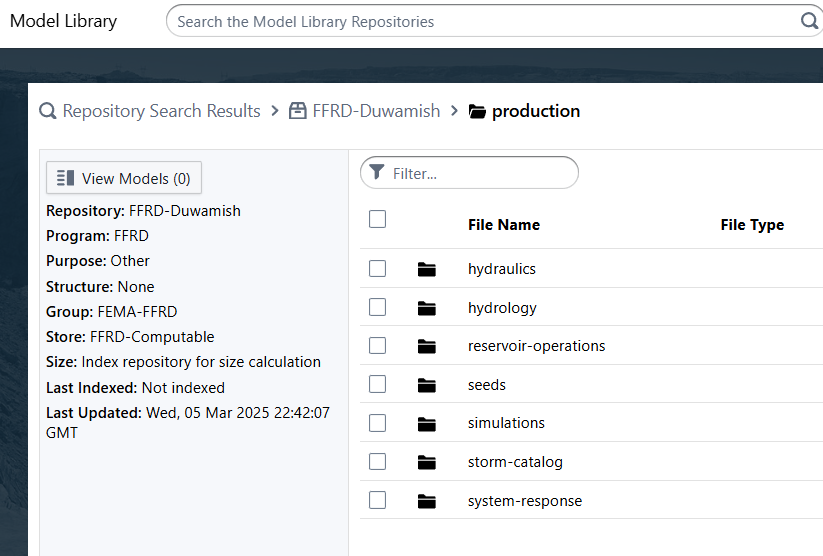 Model Library
Search the Model Library Repositories
Repository Search Results > FFRD-Duwamish > production
View Models (0)
Repository: FFRD-Duwamish
Program: FFRD
Purpose: Other
Structure: None
Group: FEMA-FFRD
Store: FFRD-Computable
Size: Index repository for size calculation
Last Indexed: Not indexed
Last Updated: Wed, 05 Mar 2025 22:42:07
GMT
Filter...
File Name File Type
hydraulics
hydrology
reservoir-operations
seeds
simulations
storm-catalog
system-response